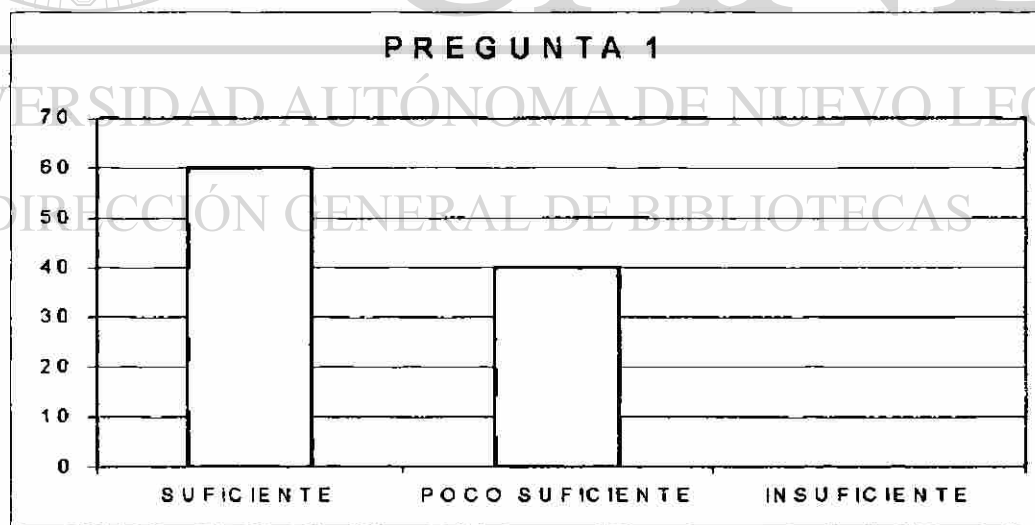 PREGUNTA 1
UNIVERSIDAD AUTÓNOMA DE NUEVO LEÓN
DIRECCIÓN GENERAL DE BIBLIOTECAS
70
60
50
40
30
20
10
0
SUFICIENTE POCO SUFICIENTE INSUFICIENTE